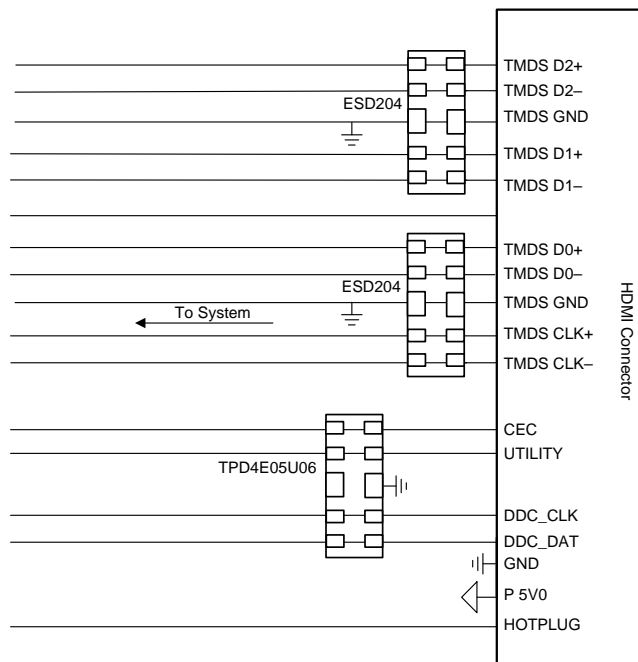 TMDS D2+
TMDS D2–
ESD204
TMDS GND
TMDS D1+
TMDS D1–
TMDS D0+
TMDS D0–
ESD204
TMDS GND
To System
TMDS CLK+
TMDS CLK–
HDMI Connector
CEC
UTILITY
TPD4E05U06
DDC_CLK
DDC_DAT
GND
P 5V0
HOTPLUG